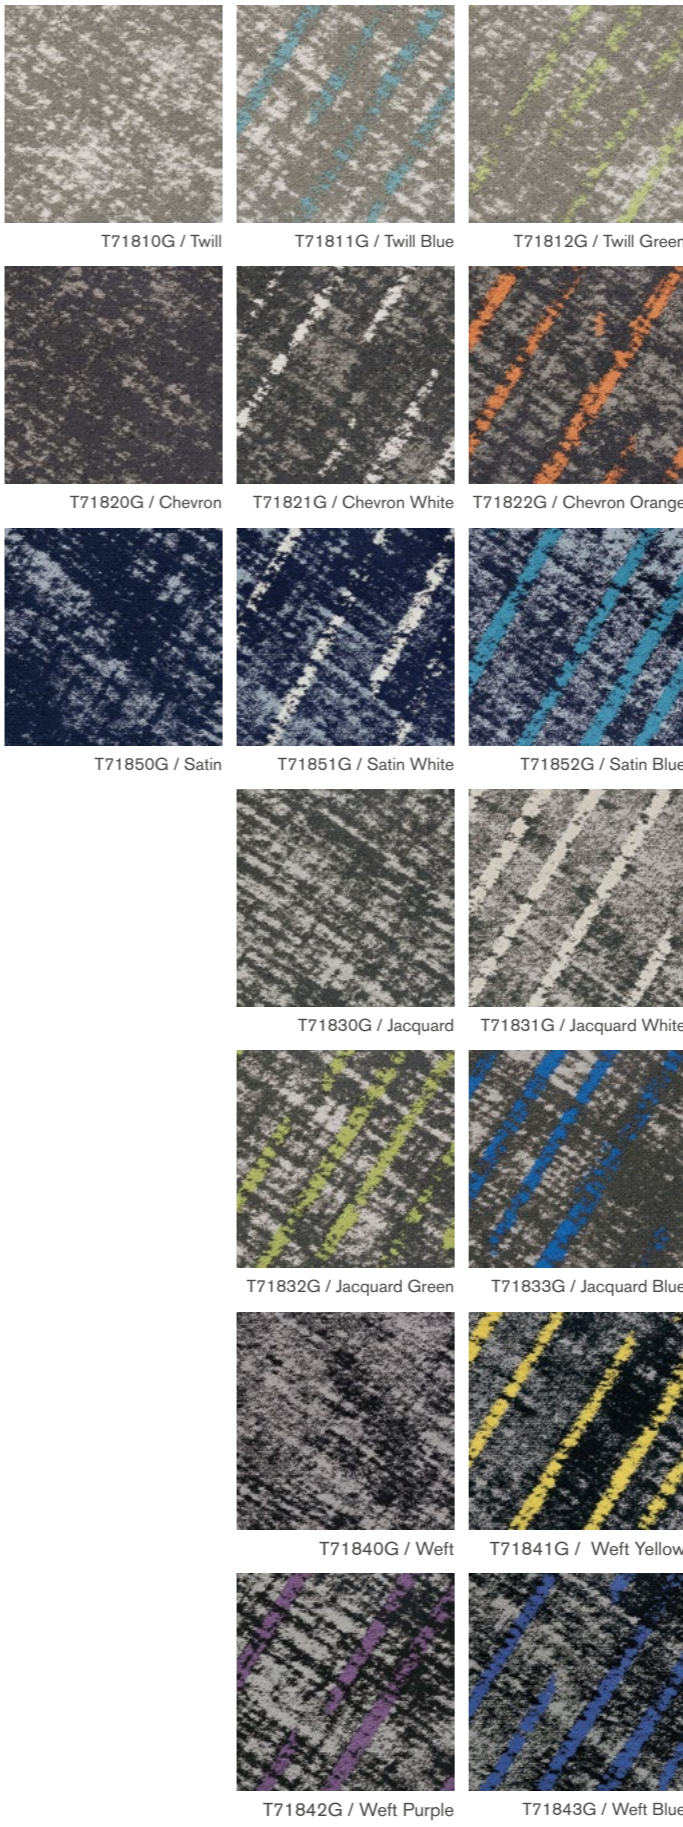 T71810G / Twill
T71811G / Twill Blue
T71812G / Twill Green
T71820G / Chevron
T71821G / Chevron White
T71822G / Chevron Orange
T71850G / Satin
T71851G / Satin White
T71852G / Satin Blue
T71830G / Jacquard
T71831G / Jacquard White
T71832G / Jacquard Green
T71833G / Jacquard Blue
T71840G / Weft
T71841G /  Weft Yellow
T71842G / Weft Purple
T71843G / Weft Blue